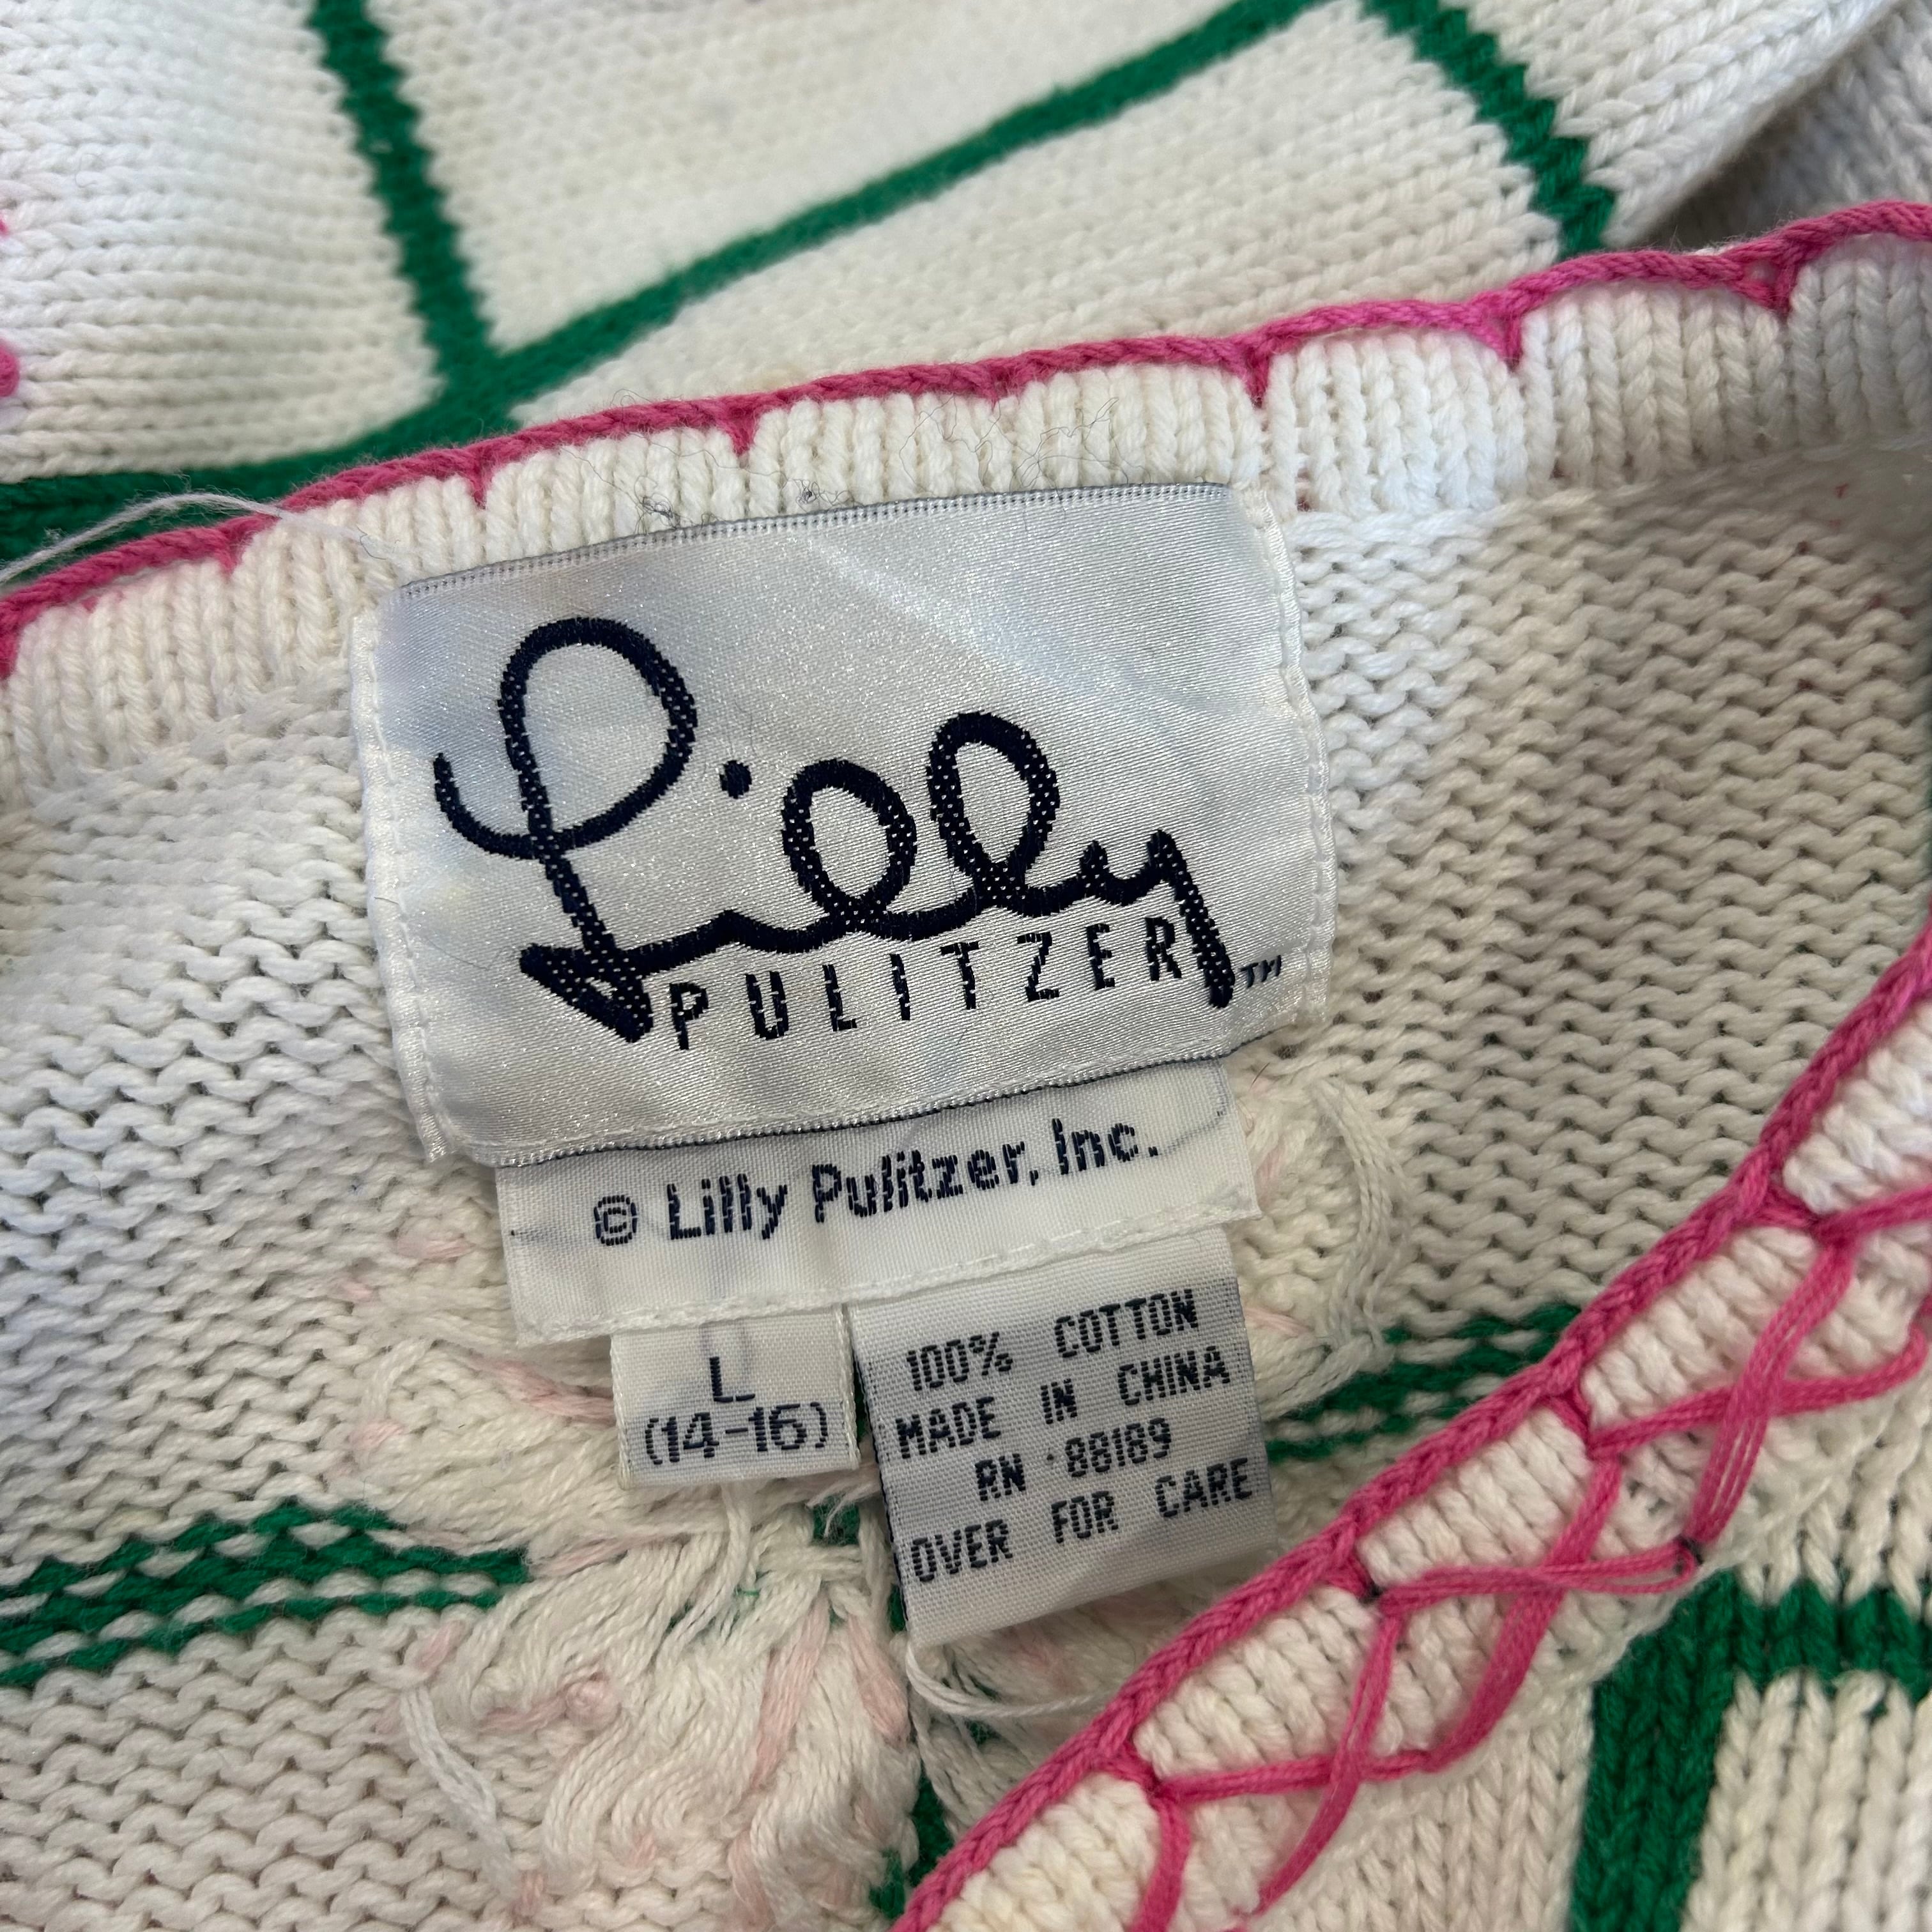 Lilly
PULITZER™
© Lilly Pulitzer, Inc.
L
(14-16)
100% COTTON
MADE IN CHINA
RN 88189
OVER FOR CARE